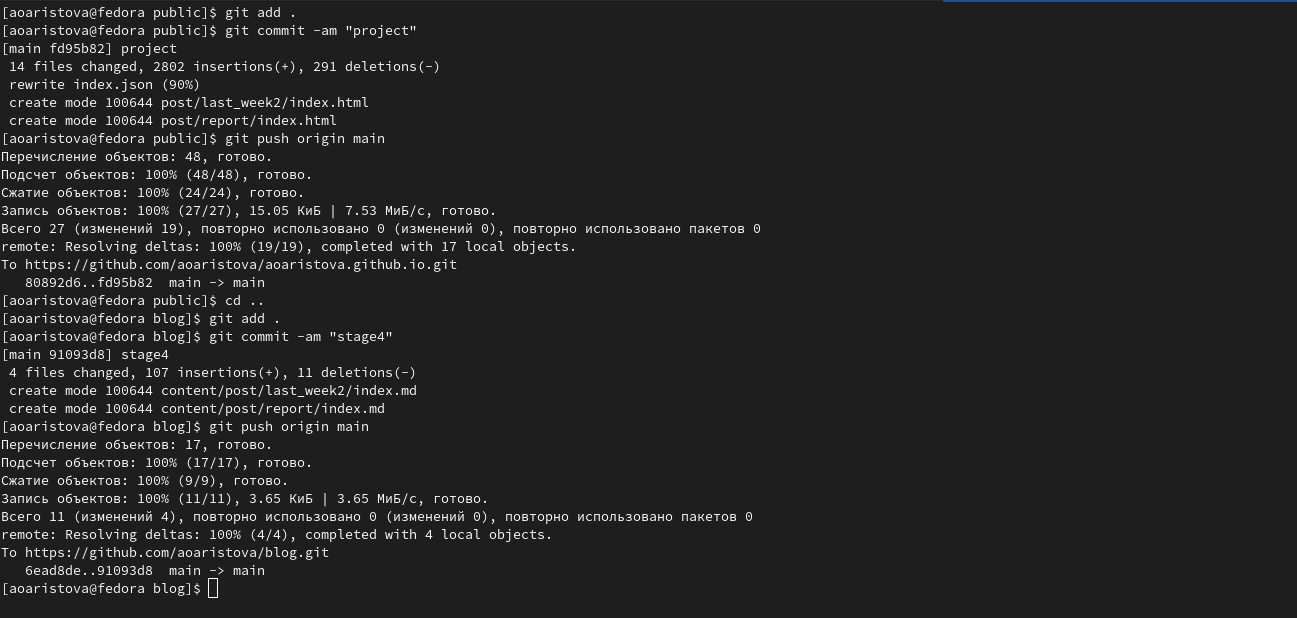 [aoaristova@fedora public]$ git add .
[aoaristova@fedora public]$ git commit -am "project"
[main fd95b82] project
 14 files changed, 2802 insertions(+), 291 deletions(-)
 rewrite index.json (90%)
 create mode 100644 post/last_week2/index.html
 create mode 100644 post/report/index.html
[aoaristova@fedora public]$ git push origin main
Перечисление объектов: 48, готово.
Подсчет объектов: 100% (48/48), готово.
Сжатие объектов: 100% (24/24), готово.
Запись объектов: 100% (27/27), 15.05 КиБ | 7.53 МиБ/с, готово.
Всего 27 (изменений 19), повторно использовано 0 (изменений 0), повторно использовано пакетов 0
remote: Resolving deltas: 100% (19/19), completed with 17 local objects.
To https://github.com/aoaristova/aoaristova.github.io.git
   80892d6..fd95b82  main -> main
[aoaristova@fedora public]$ cd ..
[aoaristova@fedora blog]$ git add .
[aoaristova@fedora blog]$ git commit -am "stage4"
[main 91093d8] stage4
 4 files changed, 107 insertions(+), 11 deletions(-)
 create mode 100644 content/post/last_week2/index.md
 create mode 100644 content/post/report/index.md
[aoaristova@fedora blog]$ git push origin main
Перечисление объектов: 17, готово.
Подсчет объектов: 100% (17/17), готово.
Сжатие объектов: 100% (9/9), готово.
Запись объектов: 100% (11/11), 3.65 КиБ | 3.65 МиБ/с, готово.
Всего 11 (изменений 4), повторно использовано 0 (изменений 0), повторно использовано пакетов 0
remote: Resolving deltas: 100% (4/4), completed with 4 local objects.
To https://github.com/aoaristova/blog.git
   6ead8de..91093d8  main -> main
[aoaristova@fedora blog]$